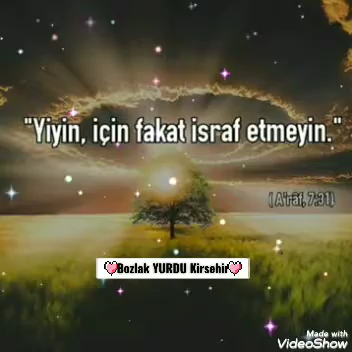 "Yiyin, için fakat israf etmeyin."
(A'râf, 7:31)
Bozlak YURDU Kirsehir
Made with
VideoShow